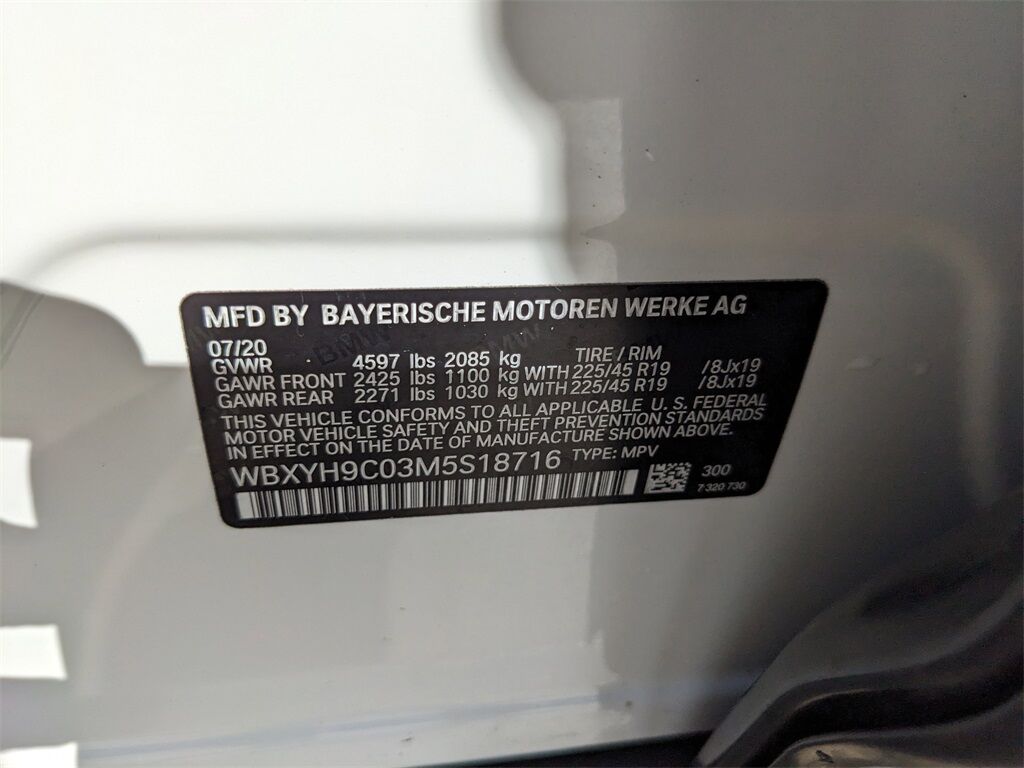 MFD BY BAYERISCHE MOTOREN WERKE AG
07/20
GVWR 4597 lbs 2085 kg TIRE / RIM
GAWR FRONT 2425 lbs 1100 kg WITH 225/45 R19 /8Jx19
GAWR REAR 2271 lbs 1030 kg WITH 225/45 R19 /8Jx19
THIS VEHICLE CONFORMS TO ALL APPLICABLE U.S. FEDERAL
MOTOR VEHICLE SAFETY AND THEFT PREVENTION STANDARDS
IN EFFECT ON THE DATE OF MANUFACTURE SHOWN ABOVE.
WBXYH9C03M5S18716 TYPE: MPV
300
7 320 730